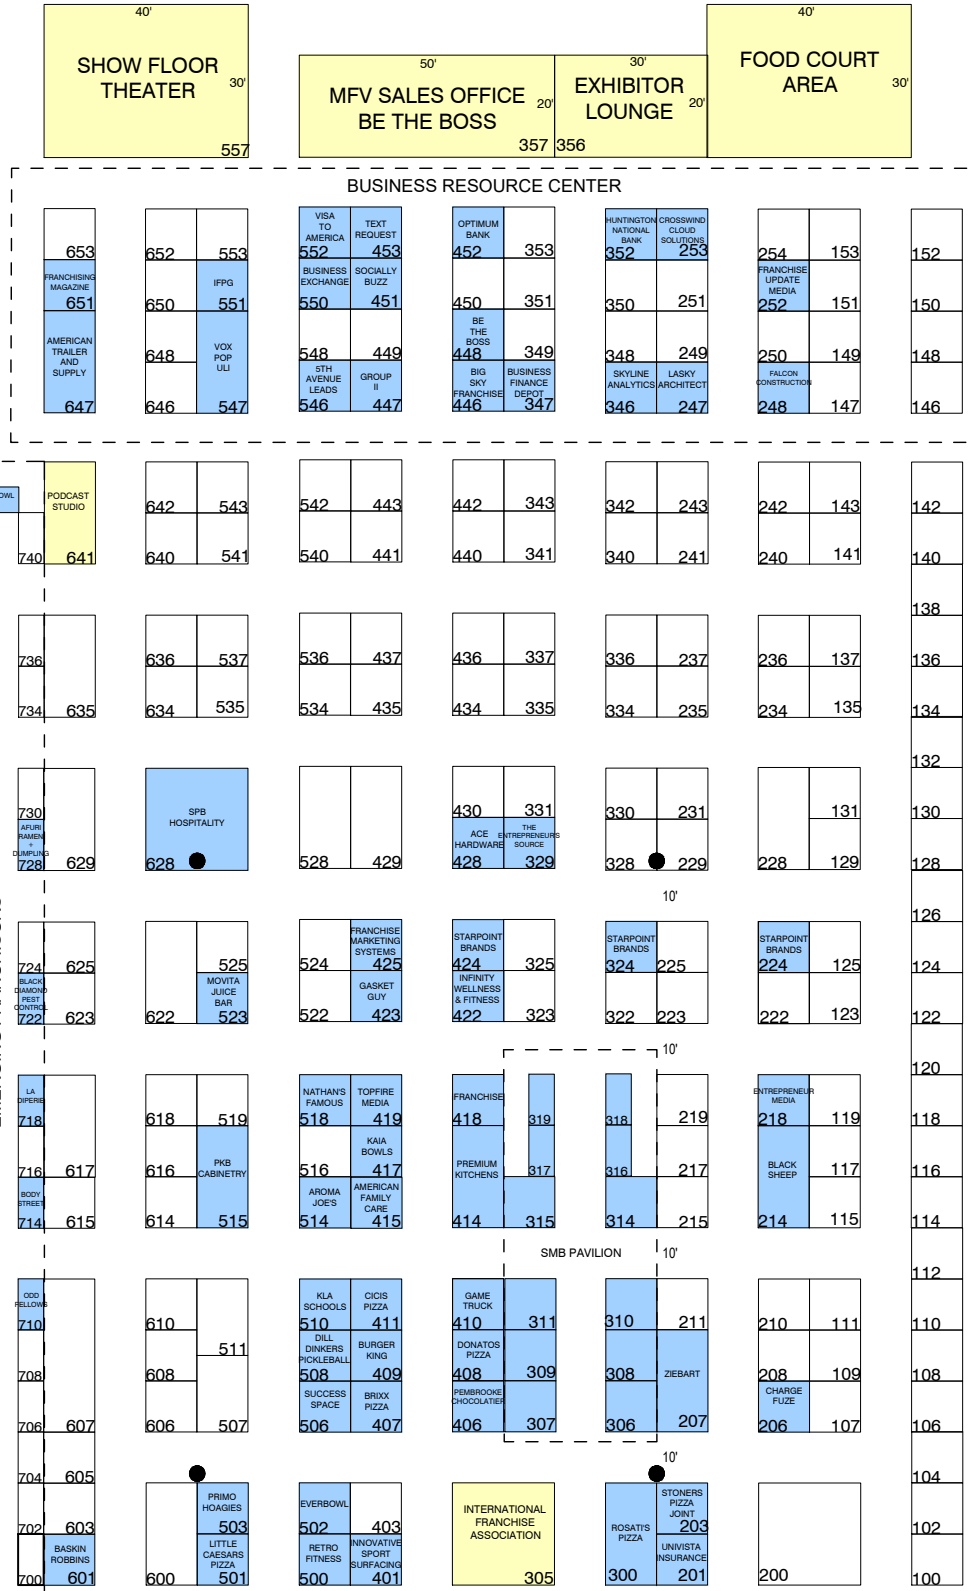 40'
40'
SHOW FLOOR
THEATER
30'
557
50'
MFV SALES OFFICE
BE THE BOSS
20'
357
30'
EXHIBITOR
LOUNGE
20'
356
FOOD COURT
AREA
30'
BUSINESS RESOURCE CENTER
653
652 553
VISA
TO
AMERICA
552
TEXT
REQUEST
453
OPTIMUM
BANK
452 353
HUNTINGTON
NATIONAL
BANK
352
CROSSWIND
CLOUD
SOLUTIONS
253
254 153
152
FRANCHISING
MAGAZINE
651
650
IFPG
551
BUSINESS
EXCHANGE
550
SOCIALLY
BUZZ
451
450 351
350 251
FRANCHISE
UPDATE
MEDIA
252 151
150
AMERICAN
TRAILER
AND
SUPPLY
647
648
646
VOX
POP
ULI
547
548 449
BE
THE
BOSS
448 349
348 249
250 149
148
5TH
AVENUE
LEADS
546
GROUP
II
447
BIG
SKY
FRANCHISE
446
BUSINESS
FINANCE
DEPOT
347
SKYLINE
ANALYTICS
346
LASKY
ARCHITECT
247
FALCON
CONSTRUCTION
248 147
146
OWL
PODCAST
STUDIO
642 543
542 443
442 343
342 243
242 143
142
740 641
640 541
540 441
440 341
340 241
240 141
140
138
736
636 537
536 437
436 337
336 237
236 137
136
734 635
634 535
534 435
434 335
334 235
234 135
134
132
730
SPB
HOSPITALITY
628
430 331
330 231
131
130
AFURI
RAMEN
+
DUMPLING
728 629
528 429
ACE
HARDWARE
428
THE
ENTREPRENEUR'S
SOURCE
329
328 229
228 129
128
10'
126
724 625
525
524
FRANCHISE
MARKETING
SYSTEMS
425
STARPOINT
BRANDS
424 325
STARPOINT
BRANDS
324 225
STARPOINT
BRANDS
224 125
124
BLACK
DIAMOND
PEST
CONTROL
722 623
622
MOVITA
JUICE
BAR
523
522
GASKET
GUY
423
INFINITY
WELLNESS
& FITNESS
422 323
322 223
222 123
122
10'
120
LA
DIPERIE
718
618 519
NATHAN'S
FAMOUS
518
TOPFIRE
MEDIA
419
FRANCHISE
418
319
318
219
ENTREPRENEUR
MEDIA
218 119
118
716 617
616
PKB
CABINETRY
515
516
KAIA
BOWLS
417
PREMIUM
KITCHENS
414
317
316
217
BLACK
SHEEP
214
117
116
BODY
STREET
714 615
614
AROMA
JOE'S
514
AMERICAN
FAMILY
CARE
415
315
314
215
115
114
SMB PAVILION
10'
112
ODD
FELLOWS
710
610
KLA
SCHOOLS
510
CICIS
PIZZA
411
GAME
TRUCK
410 311
310 211
210 111
110
708
608 511
DILL
DINKERS
PICKLEBALL
508
BURGER
KING
409
DONATOS
PIZZA
408 309
308
ZIEBART
207
208 109
108
706 607
606 507
SUCCESS
SPACE
506
BRIXX
PIZZA
407
PEMBROOKE
CHOCOLATIER
406 307
306
CHARGE
FUZE
206 107
106
704 605
10'
104
702 603
PRIMO
HOAGIES
503
EVERBOWL
502 403
INTERNATIONAL
FRANCHISE
ASSOCIATION
305
ROSATI'S
PIZZA
300
STONERS
PIZZA
JOINT
203
102
700
BASKIN
ROBBINS
601
600
LITTLE
CAESARS
PIZZA
501
RETRO
FITNESS
500
INNOVATIVE
SPORT
SURFACING
401
UNIVISTA
INSURANCE
201
200
100